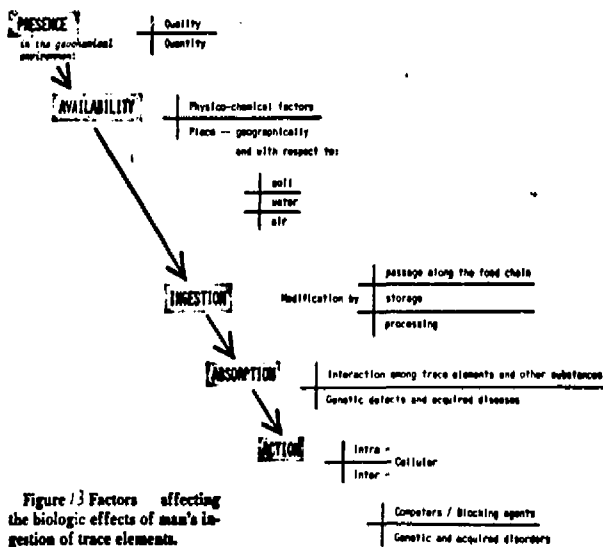 PRESENCE
in the geochemical
environment
Quality
Quantity
AVAILABILITY
Physico-chemical factors
Place -- geographically
and with respect to:
soil
water
air
INGESTION
Modification by
passage along the food chain
storage
processing
ABSORPTION
Interaction among trace elements and other substances
Genetic defects and acquired diseases
ACTION
Intra -
Cellular
Inter -
Figure 13 Factors affecting
the biologic effects of man's in-
gestion of trace elements.
Competers / Blocking agents
Genetic and acquired disorders